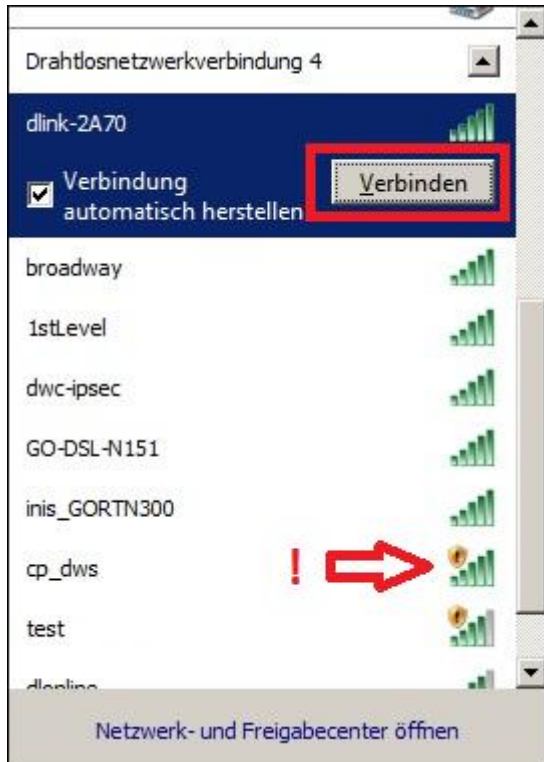 Drahtlosnetzwerkverbindung 4
dlink-2A70
Verbindung
automatisch herstellen
Verbinden
broadway
1stLevel
dwc-ipsec
GO-DSL-N151
inis_GORTN300
cp_dws
!
test
Netzwerk- und Freigabecenter öffnen